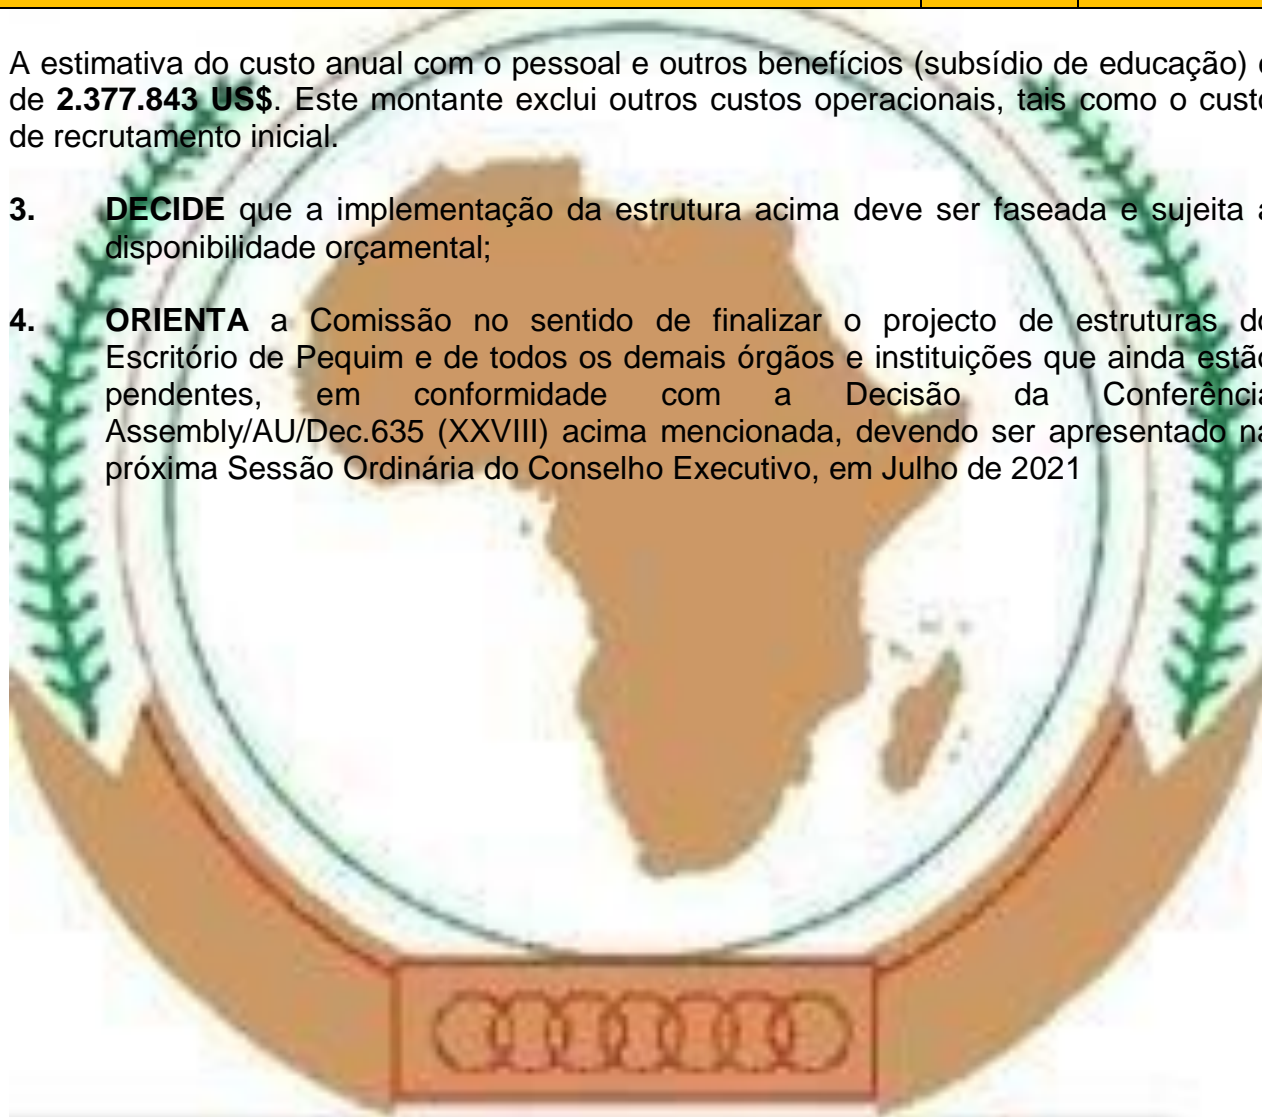 A estimativa do custo anual com o pessoal e outros benefícios (subsídio de educação)
de 2.377.843 US$. Este montante exclui outros custos operacionais, tais como o custo
de recrutamento inicial.
3. DECIDE que a implementação da estrutura acima deve ser faseada e sujeita
disponibilidade orçamental;
4. ORIENTA a Comissão no sentido de finalizar o projecto de estruturas do
Escritório de Pequim e de todos os demais órgãos e instituições que ainda estão
pendentes, em conformidade com a Decisão da Conferência
Assembly/AU/Dec.635 (XXVIII) acima mencionada, devendo ser apresentado na
próxima Sessão Ordinária do Conselho Executivo, em Julho de 2021